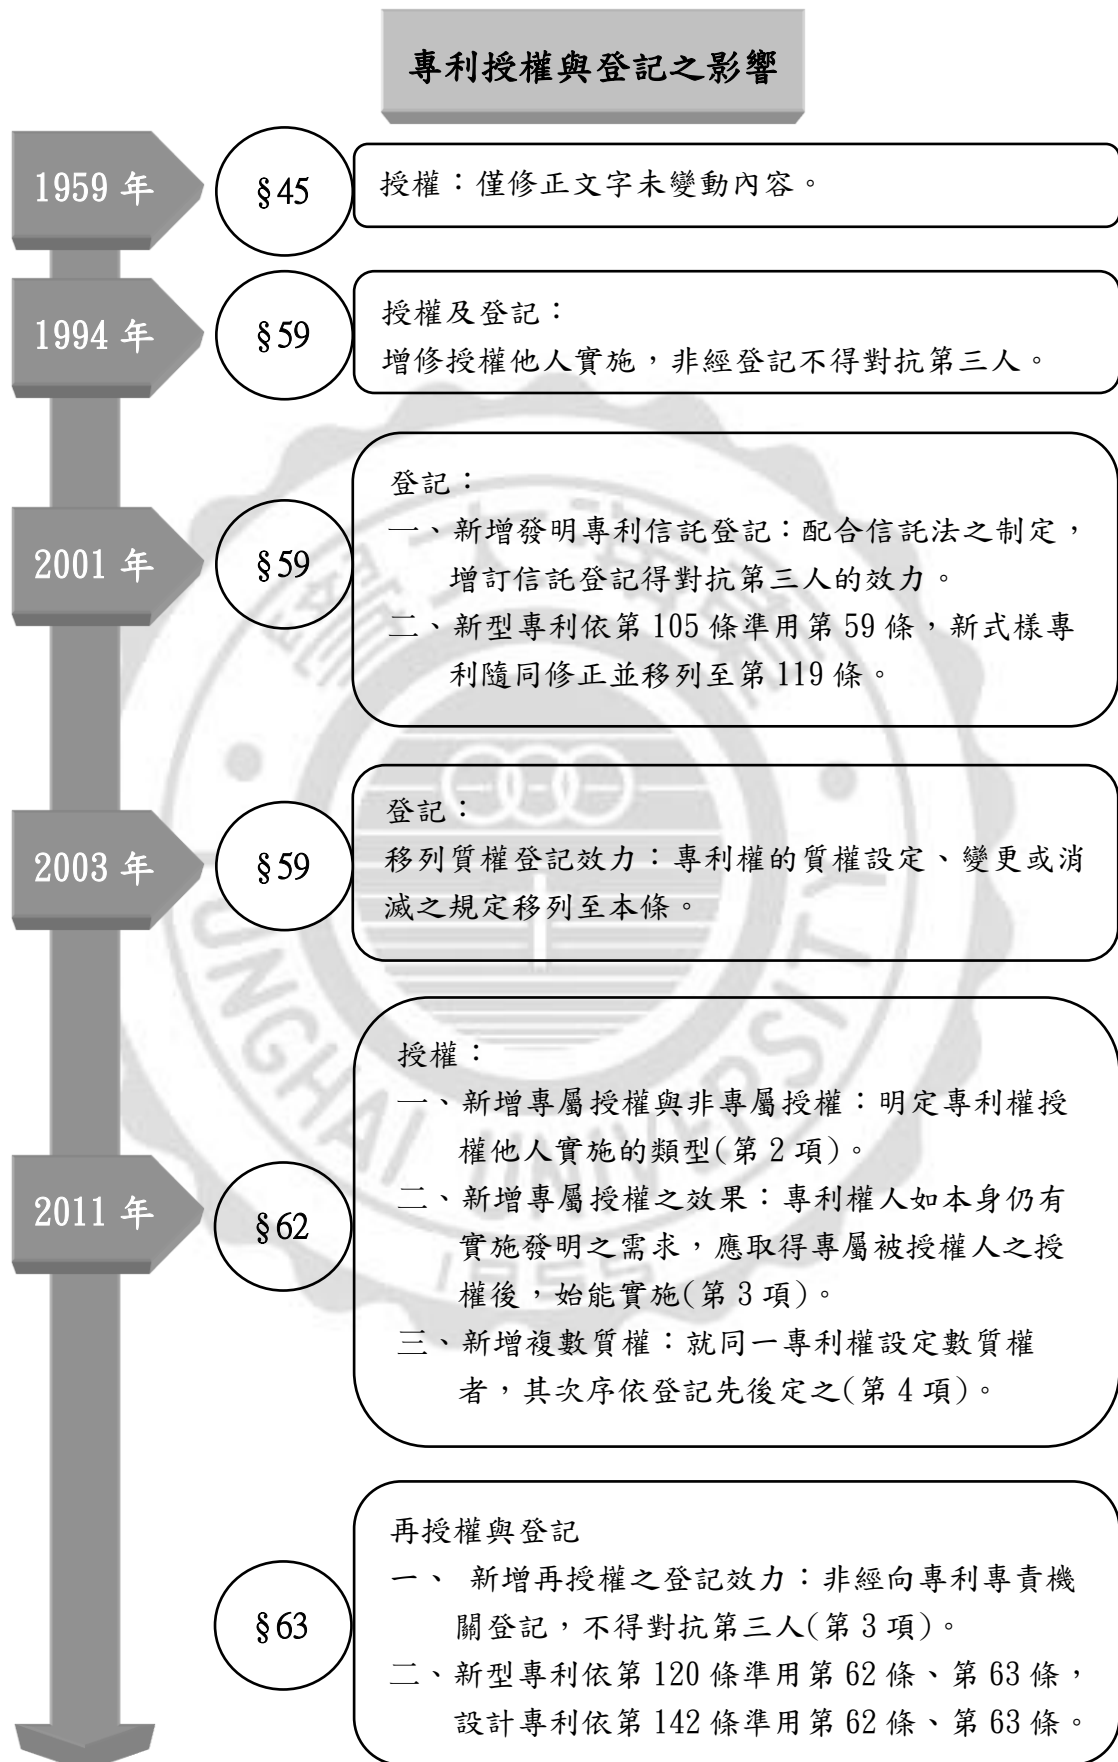 專利授權與登記之影響
1959 年
§45
授權：僅修正文字未變動內容。
1994 年
§59
授權及登記：
增修授權他人實施，非經登記不得對抗第三人。
2001 年
§59
登記：
一、新增發明專利信託登記：配合信託法之制定，
增訂信託登記得對抗第三人的效力。
二、新型專利依第 105 條準用第 59 條，新式樣專
利隨同修正並移列至第 119 條。
2003 年
§59
登記：
移列質權登記效力：專利權的質權設定、變更或消
滅之規定移列至本條。
2011 年
§62
授權：
一、新增專屬授權與非專屬授權：明定專利權授
權他人實施的類型(第 2 項)。
二、新增專屬授權之效果：專利權人如本身仍有
實施發明之需求，應取得專屬被授權人之授
權後，始能實施(第 3 項)。
三、新增複數質權：就同一專利權設定數質權
者，其次序依登記先後定之(第 4 項)。
§63
再授權與登記
一、 新增再授權之登記效力：非經向專利專責機
關登記，不得對抗第三人(第 3 項)。
二、新型專利依第 120 條準用第 62 條、第 63 條，
設計專利依第 142 條準用第 62 條、第 63 條。
UNGHAI UNIVERSITY
1955